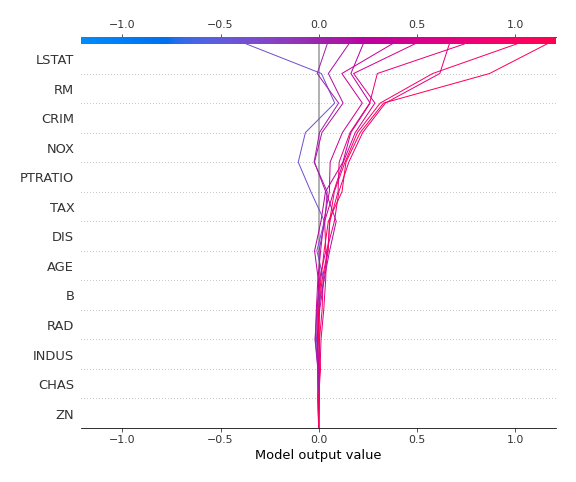 −1.0 −0.5 0.0 0.5 1.0
LSTAT
RM
CRIM
NOX
PTRATIO
TAX
DIS
AGE
B
RAD
INDUS
CHAS
ZN
−1.0 −0.5 0.0 0.5 1.0
Model output value